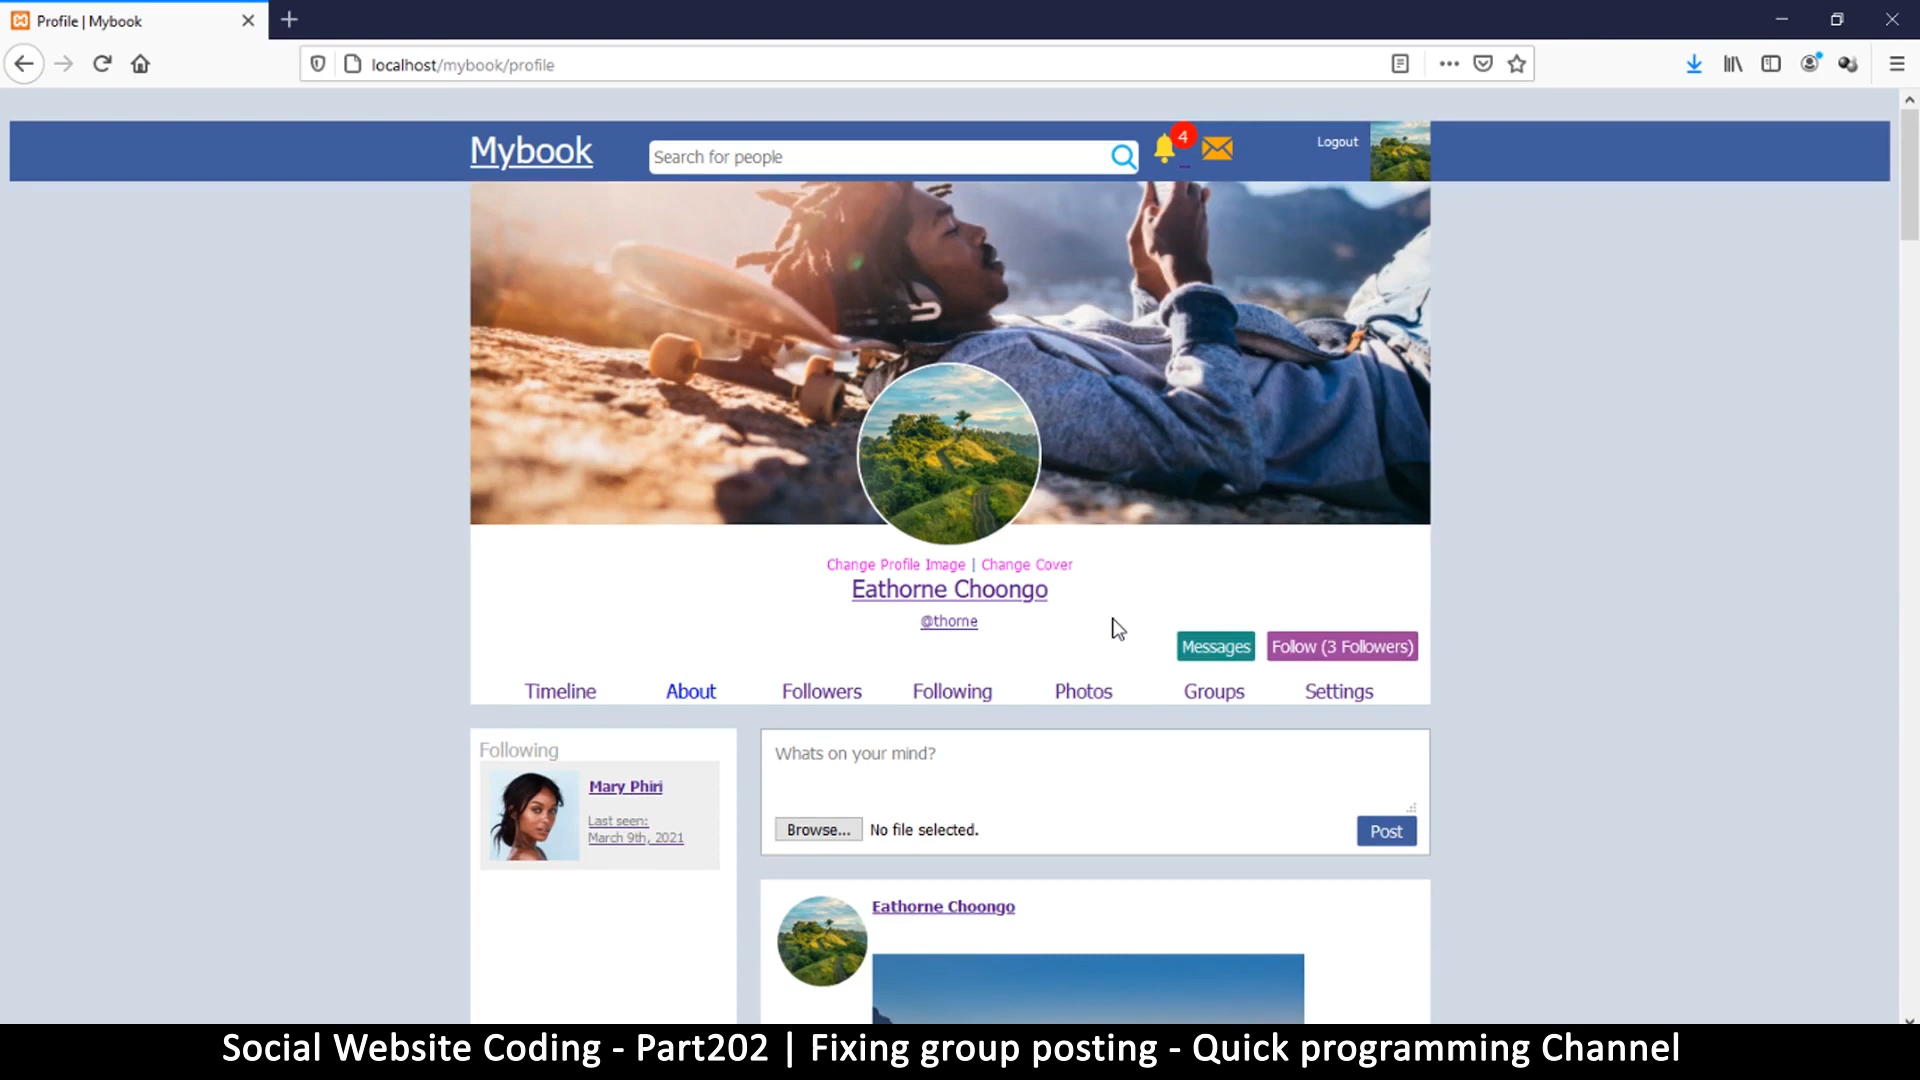 Profile | Mybook
localhost/mybook/profile
Mybook
Search for people
4
Logout
Change Profile Image | Change Cover
Eathorne Choongo
@thorne
Messages
Follow (3 Followers)
Timeline
About
Followers
Following
Photos
Groups
Settings
Following
Mary Phiri
Last seen:
March 9th, 2021
Whats on your mind?
Browse...
No file selected.
Post
Eathorne Choongo
Social Website Coding - Part202 | Fixing group posting - Quick programming Channel